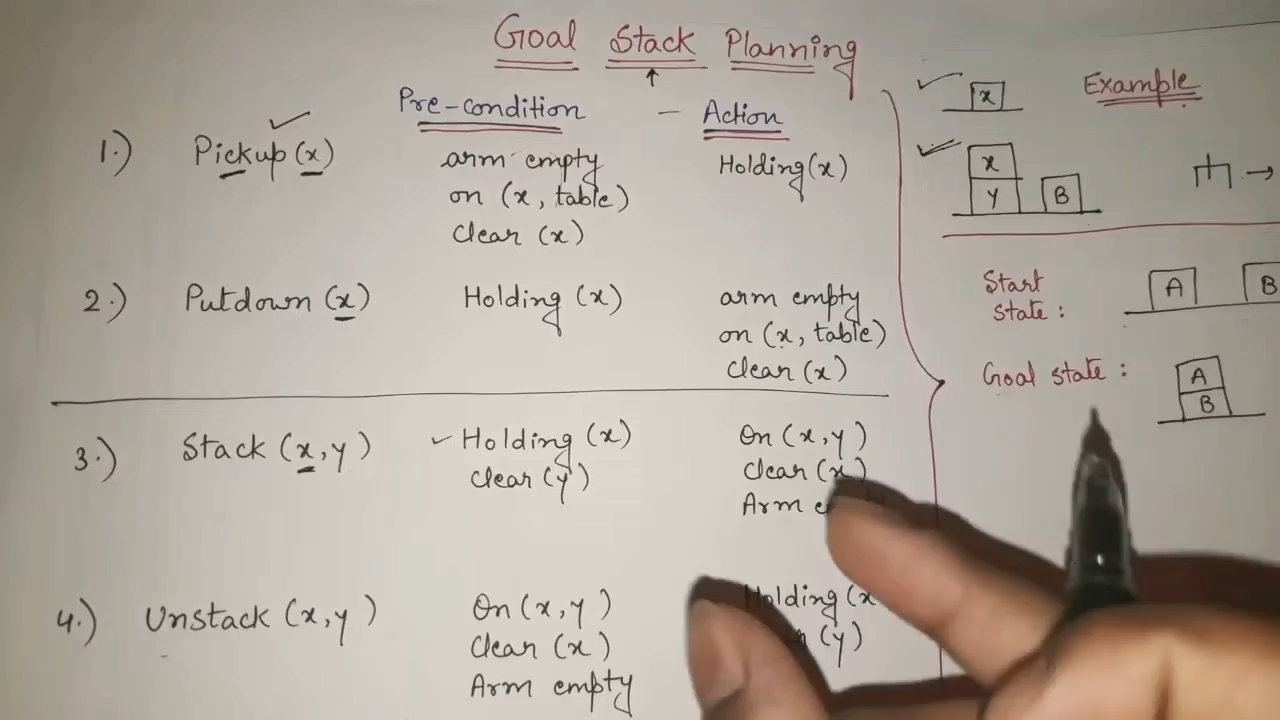 Goal Stack Planning
Pre-condition - Action
1.) Pickup (x) arm empty Holding (x)
on (x, table)
Clear (x)
2.) Putdown (x) Holding (x) arm empty
on (x, table)
Clear (x)
3.) Stack (x,y) Holding (x) On (x,y)
Clear (y) Clear (x)
Arm
4.) Unstack (x,y) On (x,y) Holding (x
Clear (x) (y)
Arm empty
Example
x
x
y B
Start A B
State :
Goal state : A
B